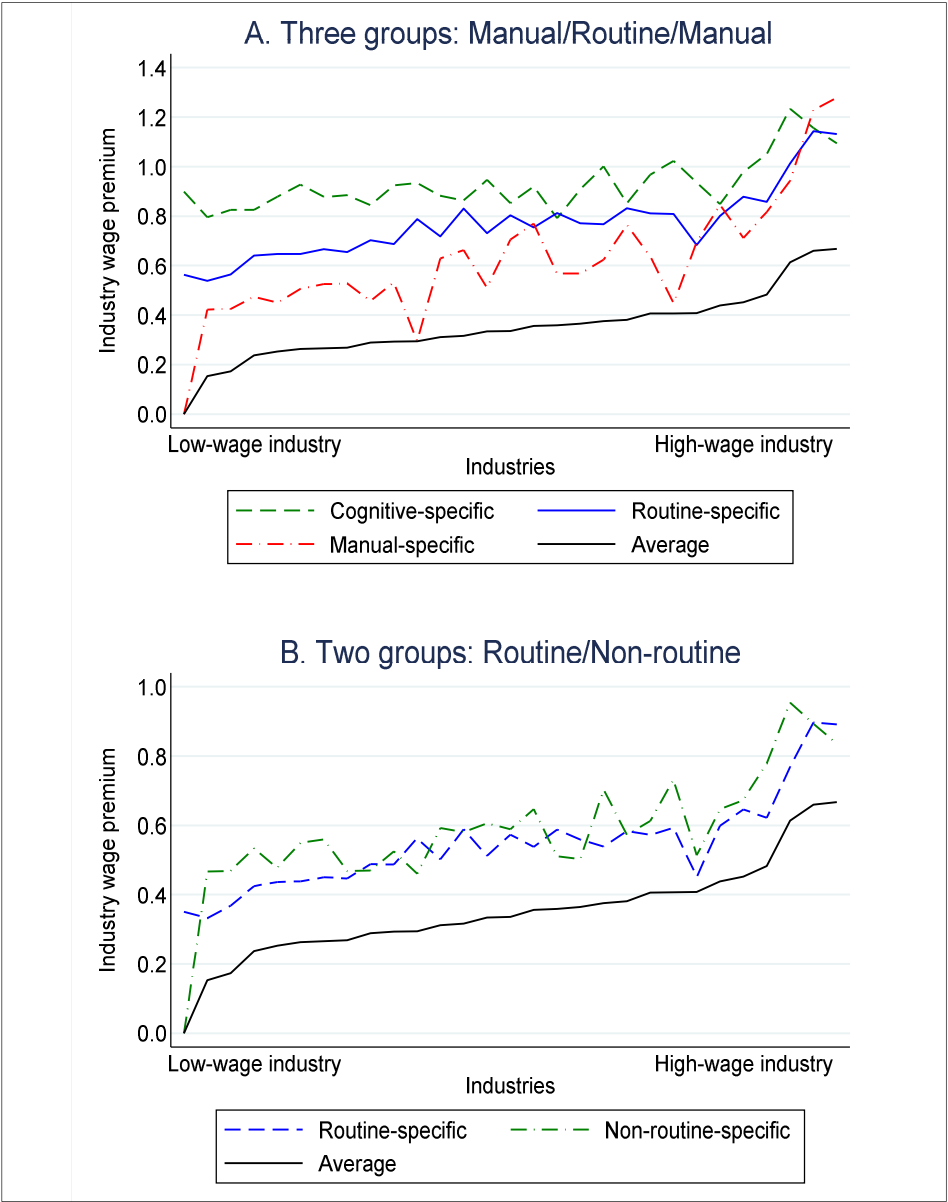 A. Three groups: Manual/Routine/Manual
Industry wage premium
1.4
1.2
1.0
0.8
0.6
0.4
0.2
0.0
Low-wage industry High-wage industry
Industries
Cognitive-specific Routine-specific
Manual-specific Average
B. Two groups: Routine/Non-routine
Industry wage premium
1.0
0.8
0.6
0.4
0.2
0.0
Low-wage industry High-wage industry
Industries
Routine-specific Non-routine-specific
Average